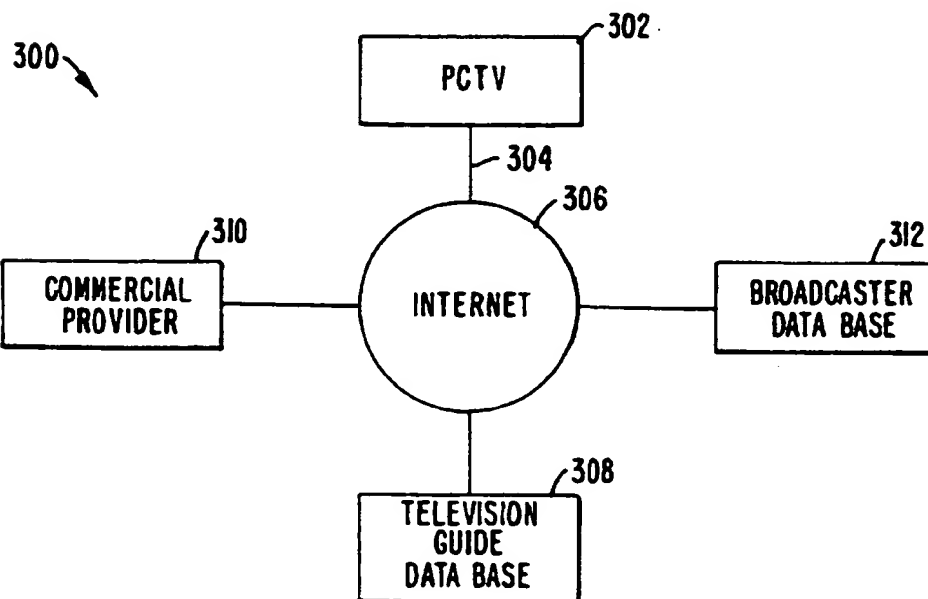 302
300
PCTV
304
306
310
312
COMMERCIAL
PROVIDER
INTERNET
BROADCASTER
DATA BASE
308
TELEVISION
GUIDE
DATA BASE